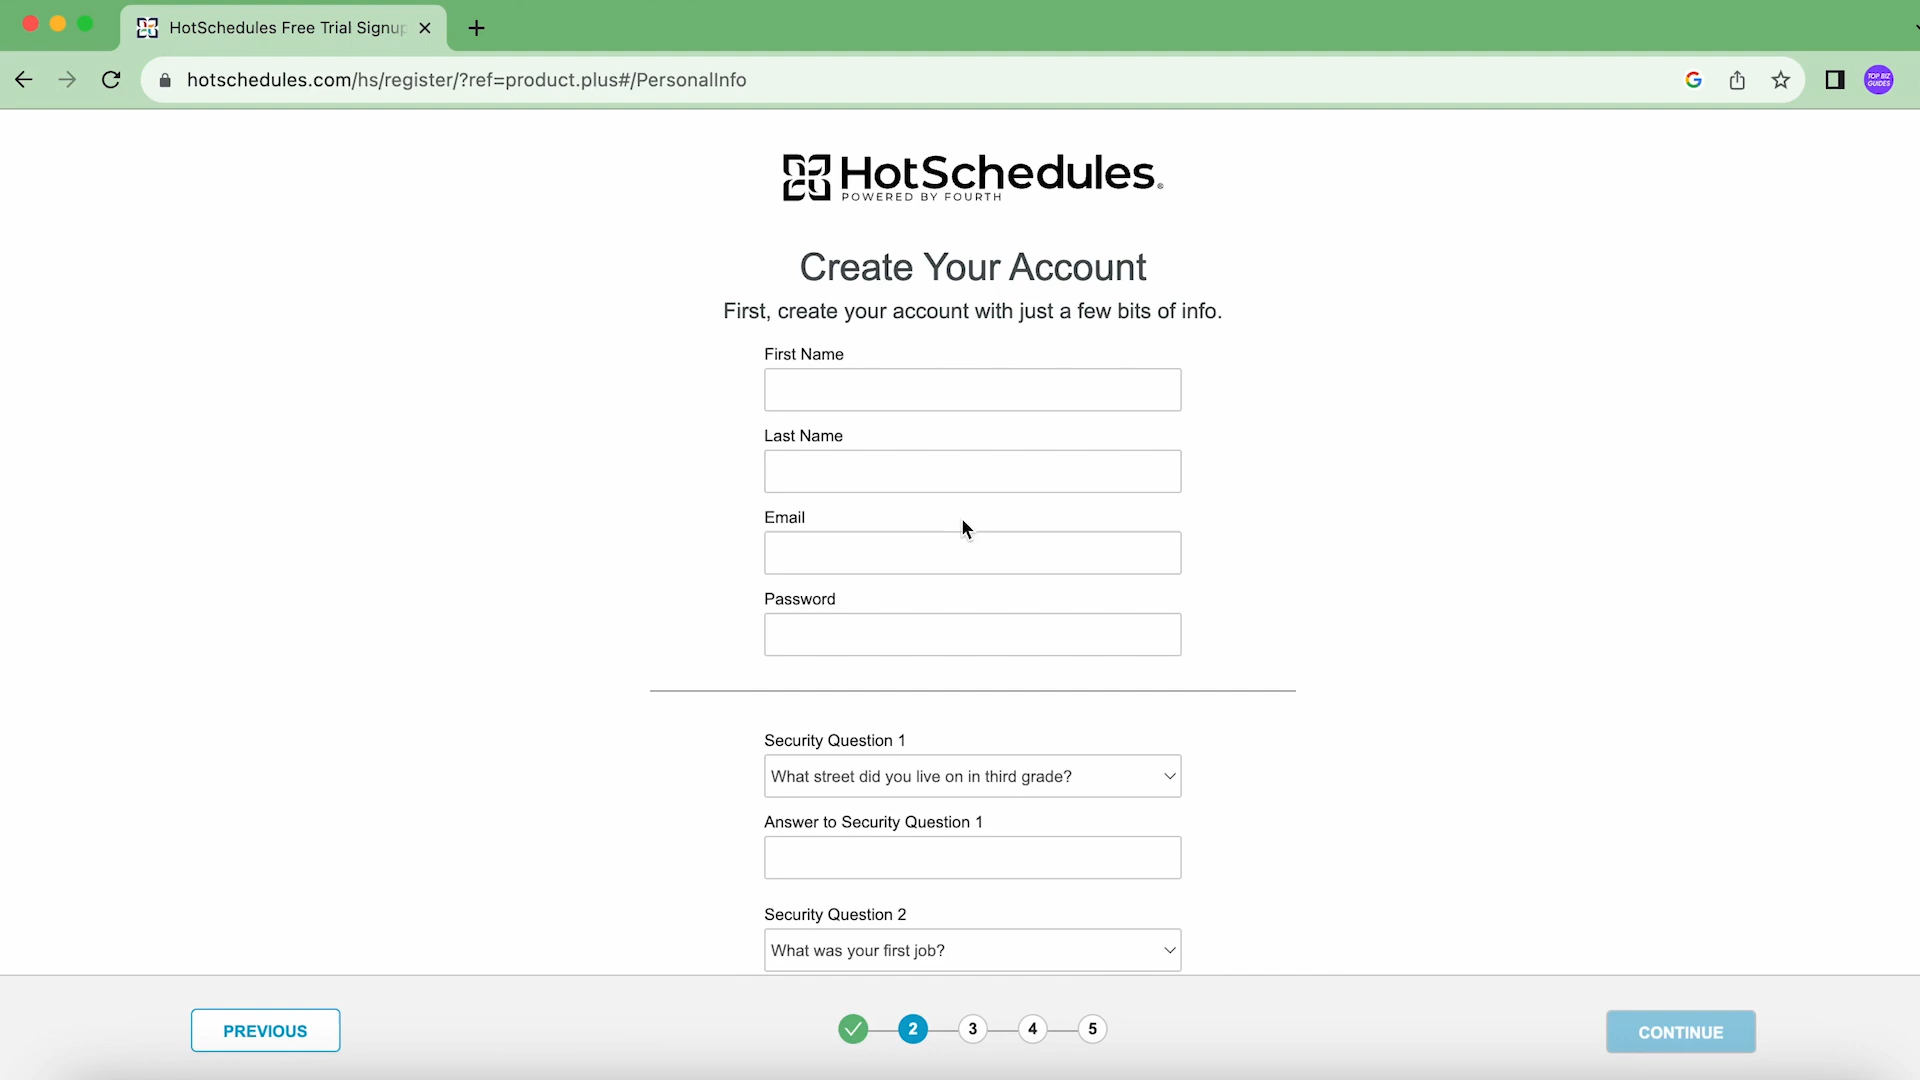 HotSchedules Free Trial Signup
hotschedules.com/hs/register/?ref=product.plus#/PersonalInfo
TOP BIZ
GUIDES
HotSchedules
POWERED BY FOURTH
Create Your Account
First, create your account with just a few bits of info.
First Name
Last Name
Email
Password
Security Question 1
What street did you live on in third grade?
Answer to Security Question 1
Security Question 2
What was your first job?
PREVIOUS
2
3
4
5
CONTINUE